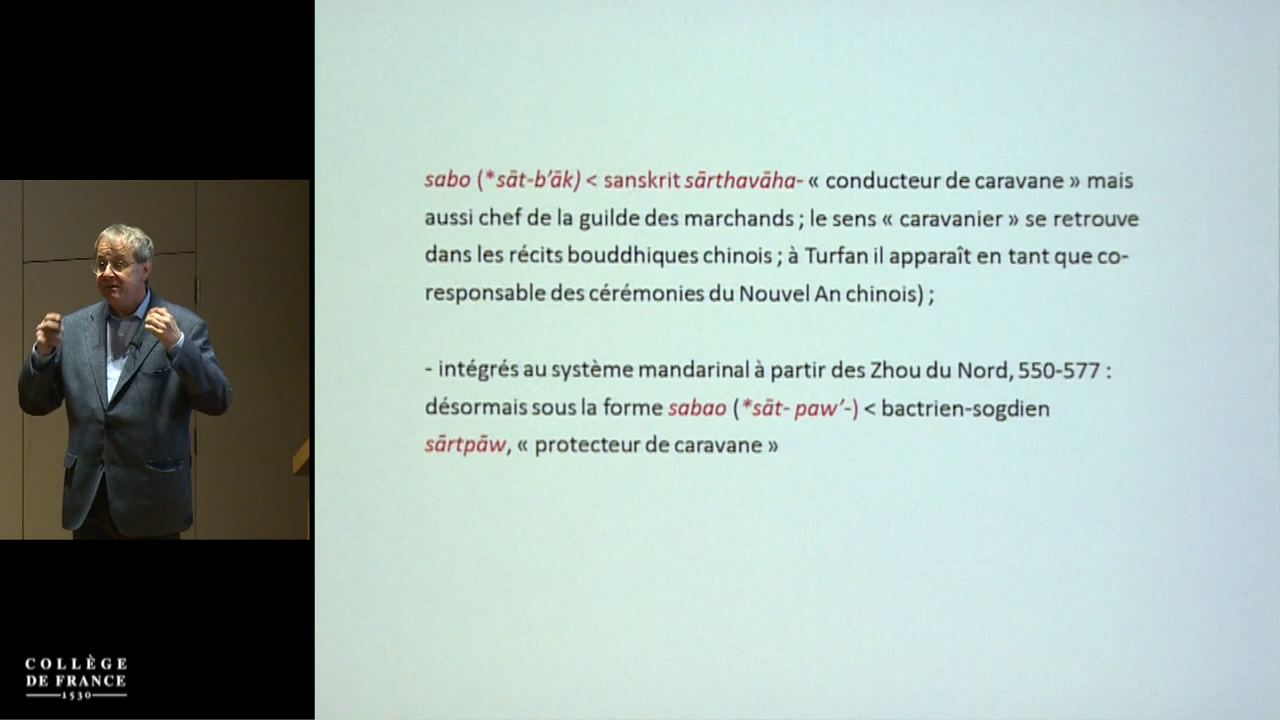 sabo (*sāt-b’āk) < sanskrit sārthavāha- « conducteur de caravane » mais
aussi chef de la guilde des marchands ; le sens « caravanier » se retrouve
dans les récits bouddhiques chinois ; à Turfan il apparaît en tant que co-
responsable des cérémonies du Nouvel An chinois) ;
- intégrés au système mandarinal à partir des Zhou du Nord, 550-577 :
désormais sous la forme sabao (*sāt- paw’-) < bactrien-sogdien
sārtpāw, « protecteur de caravane »
COLLÈGE
DE FRANCE
1530